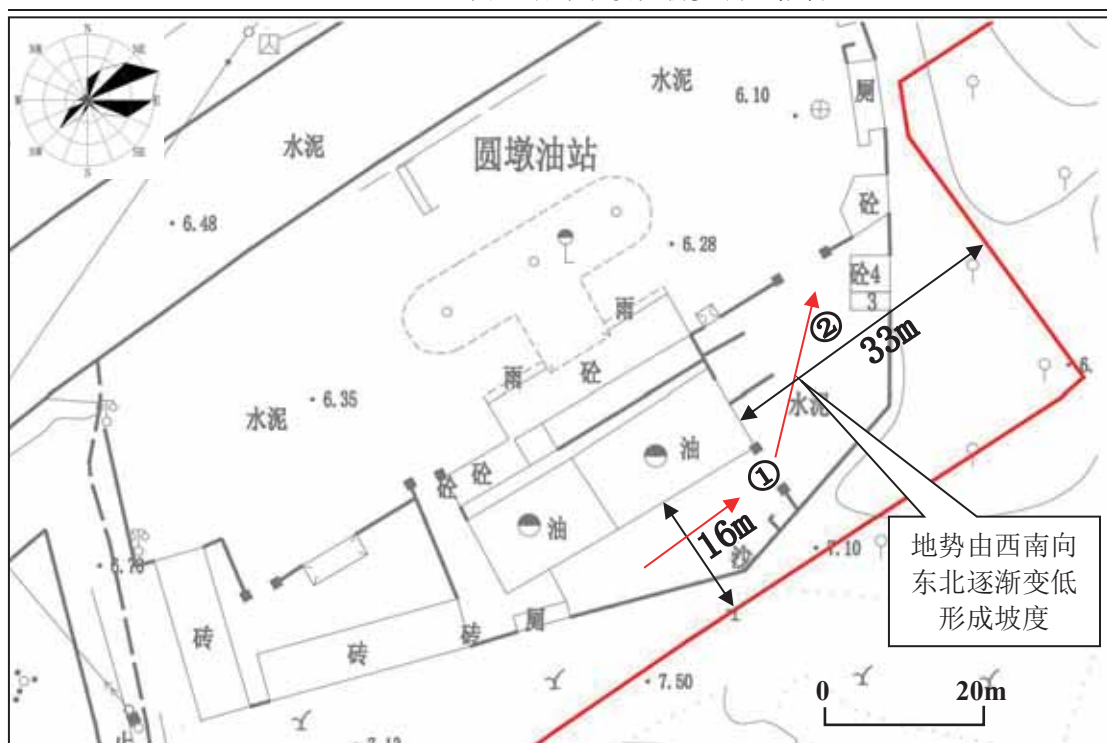 N
NE
E
SE
S
W
水泥
6.10
厕
水泥
圆墩油站
砼
6.48
6.28
砼4
3
雨
②
33m
雨
砼
水泥
6.35
水泥
油
砼
砼
①
油
16m
沙
7.10
地势由西南向
东北逐渐变低
形成坡度
厕
砖
砖
砖
7.50
0
20m